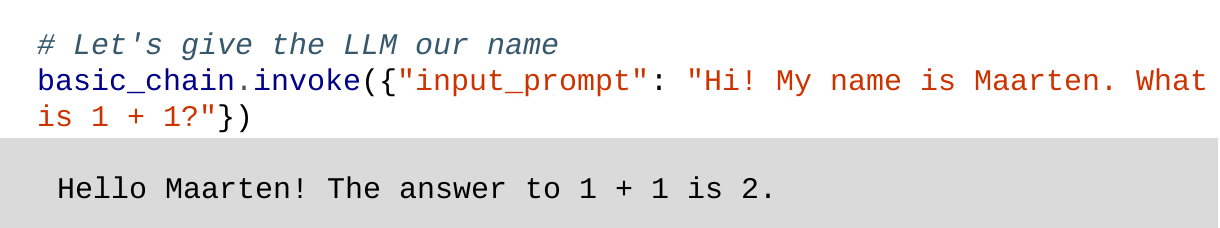 # Let's give the LLM our name
basic_chain.invoke({"input_prompt": "Hi! My name is Maarten. What
is 1 + 1?"})
Hello Maarten! The answer to 1 + 1 is 2.